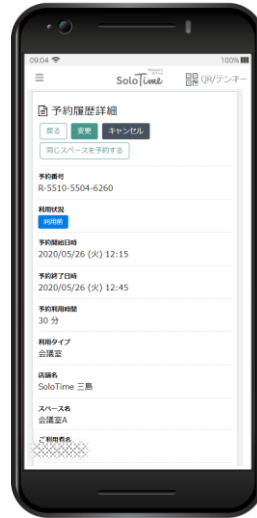 09:04
100%
SoloTime
QR/テンキー
予約履歴詳細
戻る 変更 キャンセル
同じスペースを予約する
予約番号
R-5510-5504-6260
利用状況
利用前
予約開始日時
2020/05/26 (火) 12:15
予約終了日時
2020/05/26 (火) 12:45
予約利用時間
30 分
利用タイプ
会議室
店舗名
SoloTime 三島
スペース名
会議室A
ご利用者名